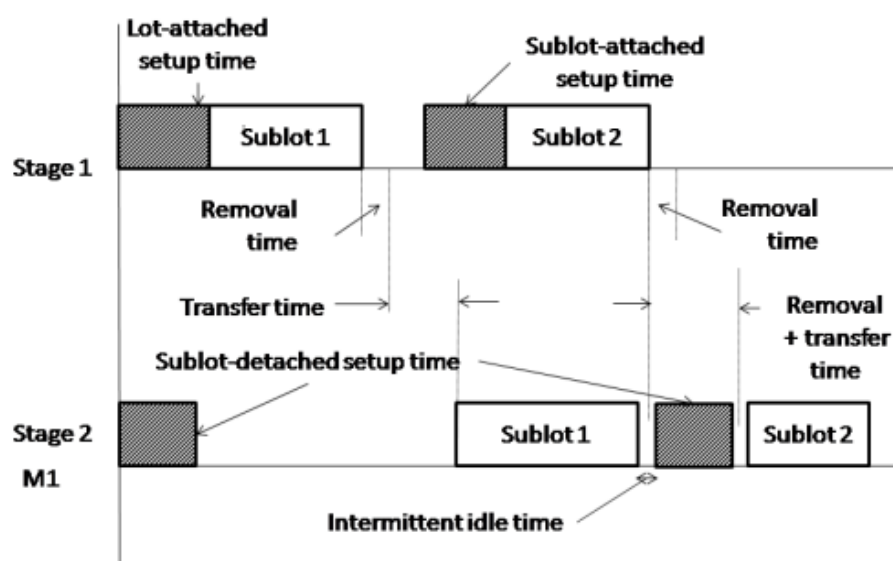 Lot-attached
setup time
Sublot-attached
setup time
Sublot 1
Sublot 2
Stage 1
Removal
time
Removal
time
Transfer time
Removal
+ transfer
time
Sublot-detached setup time
Stage 2
Sublot 1
Sublot 2
M1
Intermittent idle time